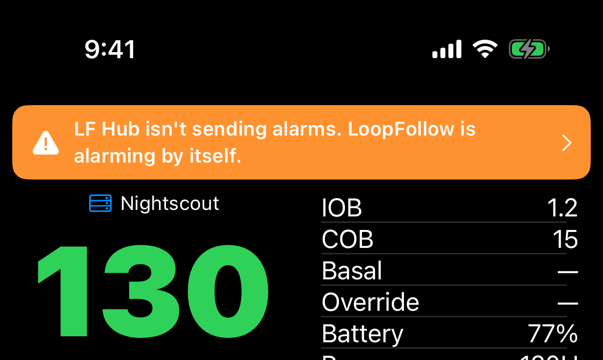 9:41
LF Hub isn't sending alarms. LoopFollow is
alarming by itself.
Nightscout
130
IOB 1.2
COB 15
Basal —
Override —
Battery 77%